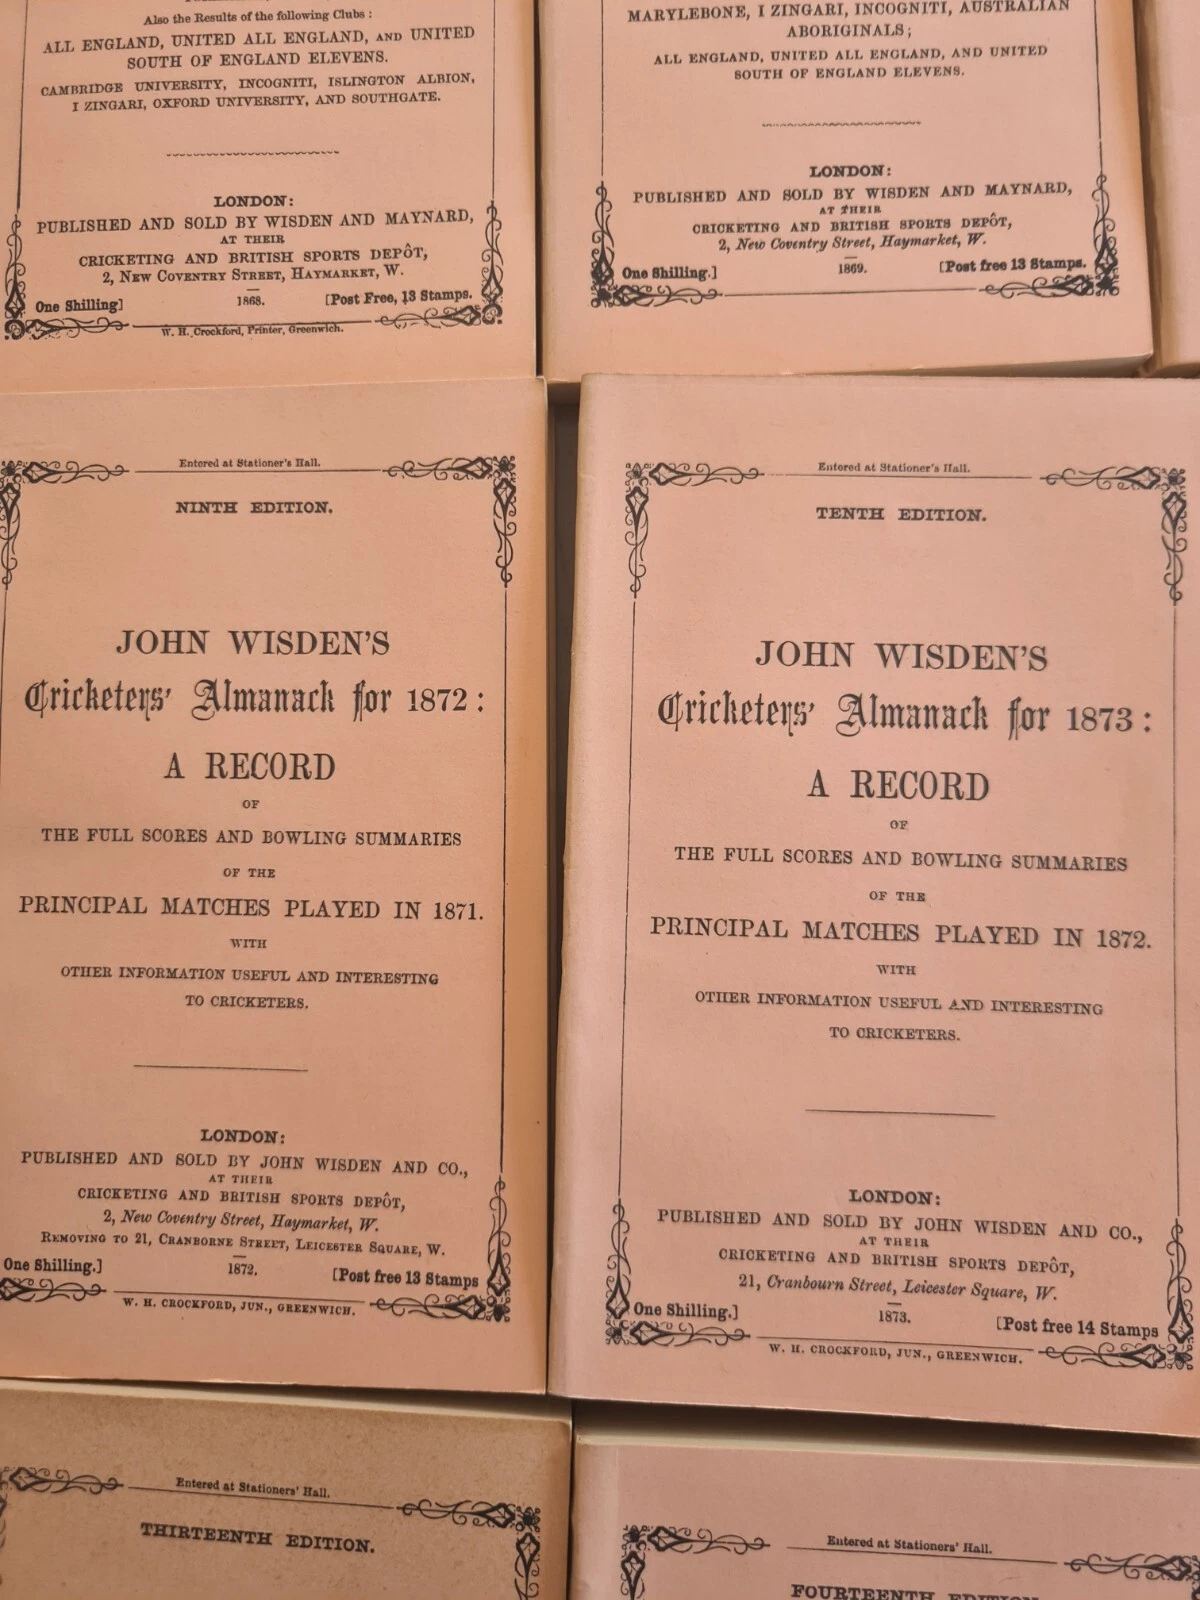 Also the Results of the following Clubs:
ALL ENGLAND, UNITED ALL ENGLAND, AND UNITED
SOUTH OF ENGLAND ELEVENS.
CAMBRIDGE UNIVERSITY, INCOGNITI, ISLINGTON ALBION,
I ZINGARI, OXFORD UNIVERSITY, AND SOUTHGATE.
LONDON:
PUBLISHED AND SOLD BY WISDEN AND MAYNARD,
AT THEIR
CRICKETING AND BRITISH SPORTS DEPÔT,
2, NEW COVENTRY STREET, HAYMARKET, W.
One Shilling] 1868. [Post Free, 13 Stamps.
W. H. Crockford, Printer, Greenwich.
MARYLEBONE, I ZINGARI, INCOGNITI, AUSTRALIAN
ABORIGINALS;
ALL ENGLAND, UNITED ALL ENGLAND, AND UNITED
SOUTH OF ENGLAND ELEVENS.
LONDON:
PUBLISHED AND SOLD BY WISDEN AND MAYNARD,
AT THEIR
CRICKETING AND BRITISH SPORTS DEPÔT,
2, New Coventry Street, Haymarket, W.
One Shilling.] 1869. [Post free 13 Stamps.
Entered at Stationer's Hall.
NINTH EDITION.
JOHN WISDEN'S
Cricketers' Almanack for 1872:
A RECORD
OF
THE FULL SCORES AND BOWLING SUMMARIES
OF THE
PRINCIPAL MATCHES PLAYED IN 1871.
WITH
OTHER INFORMATION USEFUL AND INTERESTING
TO CRICKETERS.
LONDON:
PUBLISHED AND SOLD BY JOHN WISDEN AND CO.,
AT THEIR
CRICKETING AND BRITISH SPORTS DEPÔT,
2, New Coventry Street, Haymarket, W.
REMOVING TO 21, CRANBORNE STREET, LEICESTER SQUARE, W.
One Shilling.] 1872. [Post free 13 Stamps
W. H. CROCKFORD, JUN., GREENWICH.
Entered at Stationer's Hall.
TENTH EDITION.
JOHN WISDEN'S
Cricketers' Almanack for 1873:
A RECORD
OF
THE FULL SCORES AND BOWLING SUMMARIES
OF THE
PRINCIPAL MATCHES PLAYED IN 1872.
WITH
OTHER INFORMATION USEFUL AND INTERESTING
TO CRICKETERS.
LONDON:
PUBLISHED AND SOLD BY JOHN WISDEN AND CO.,
AT THEIR
CRICKETING AND BRITISH SPORTS DEPÔT,
21, Cranbourn Street, Leicester Square, W.
One Shilling.] 1873. [Post free 14 Stamps
W. H. CROCKFORD, JUN., GREENWICH.
Entered at Stationers' Hall.
THIRTEENTH EDITION.
Entered at Stationers' Hall.
FOURTEENTH EDITION.